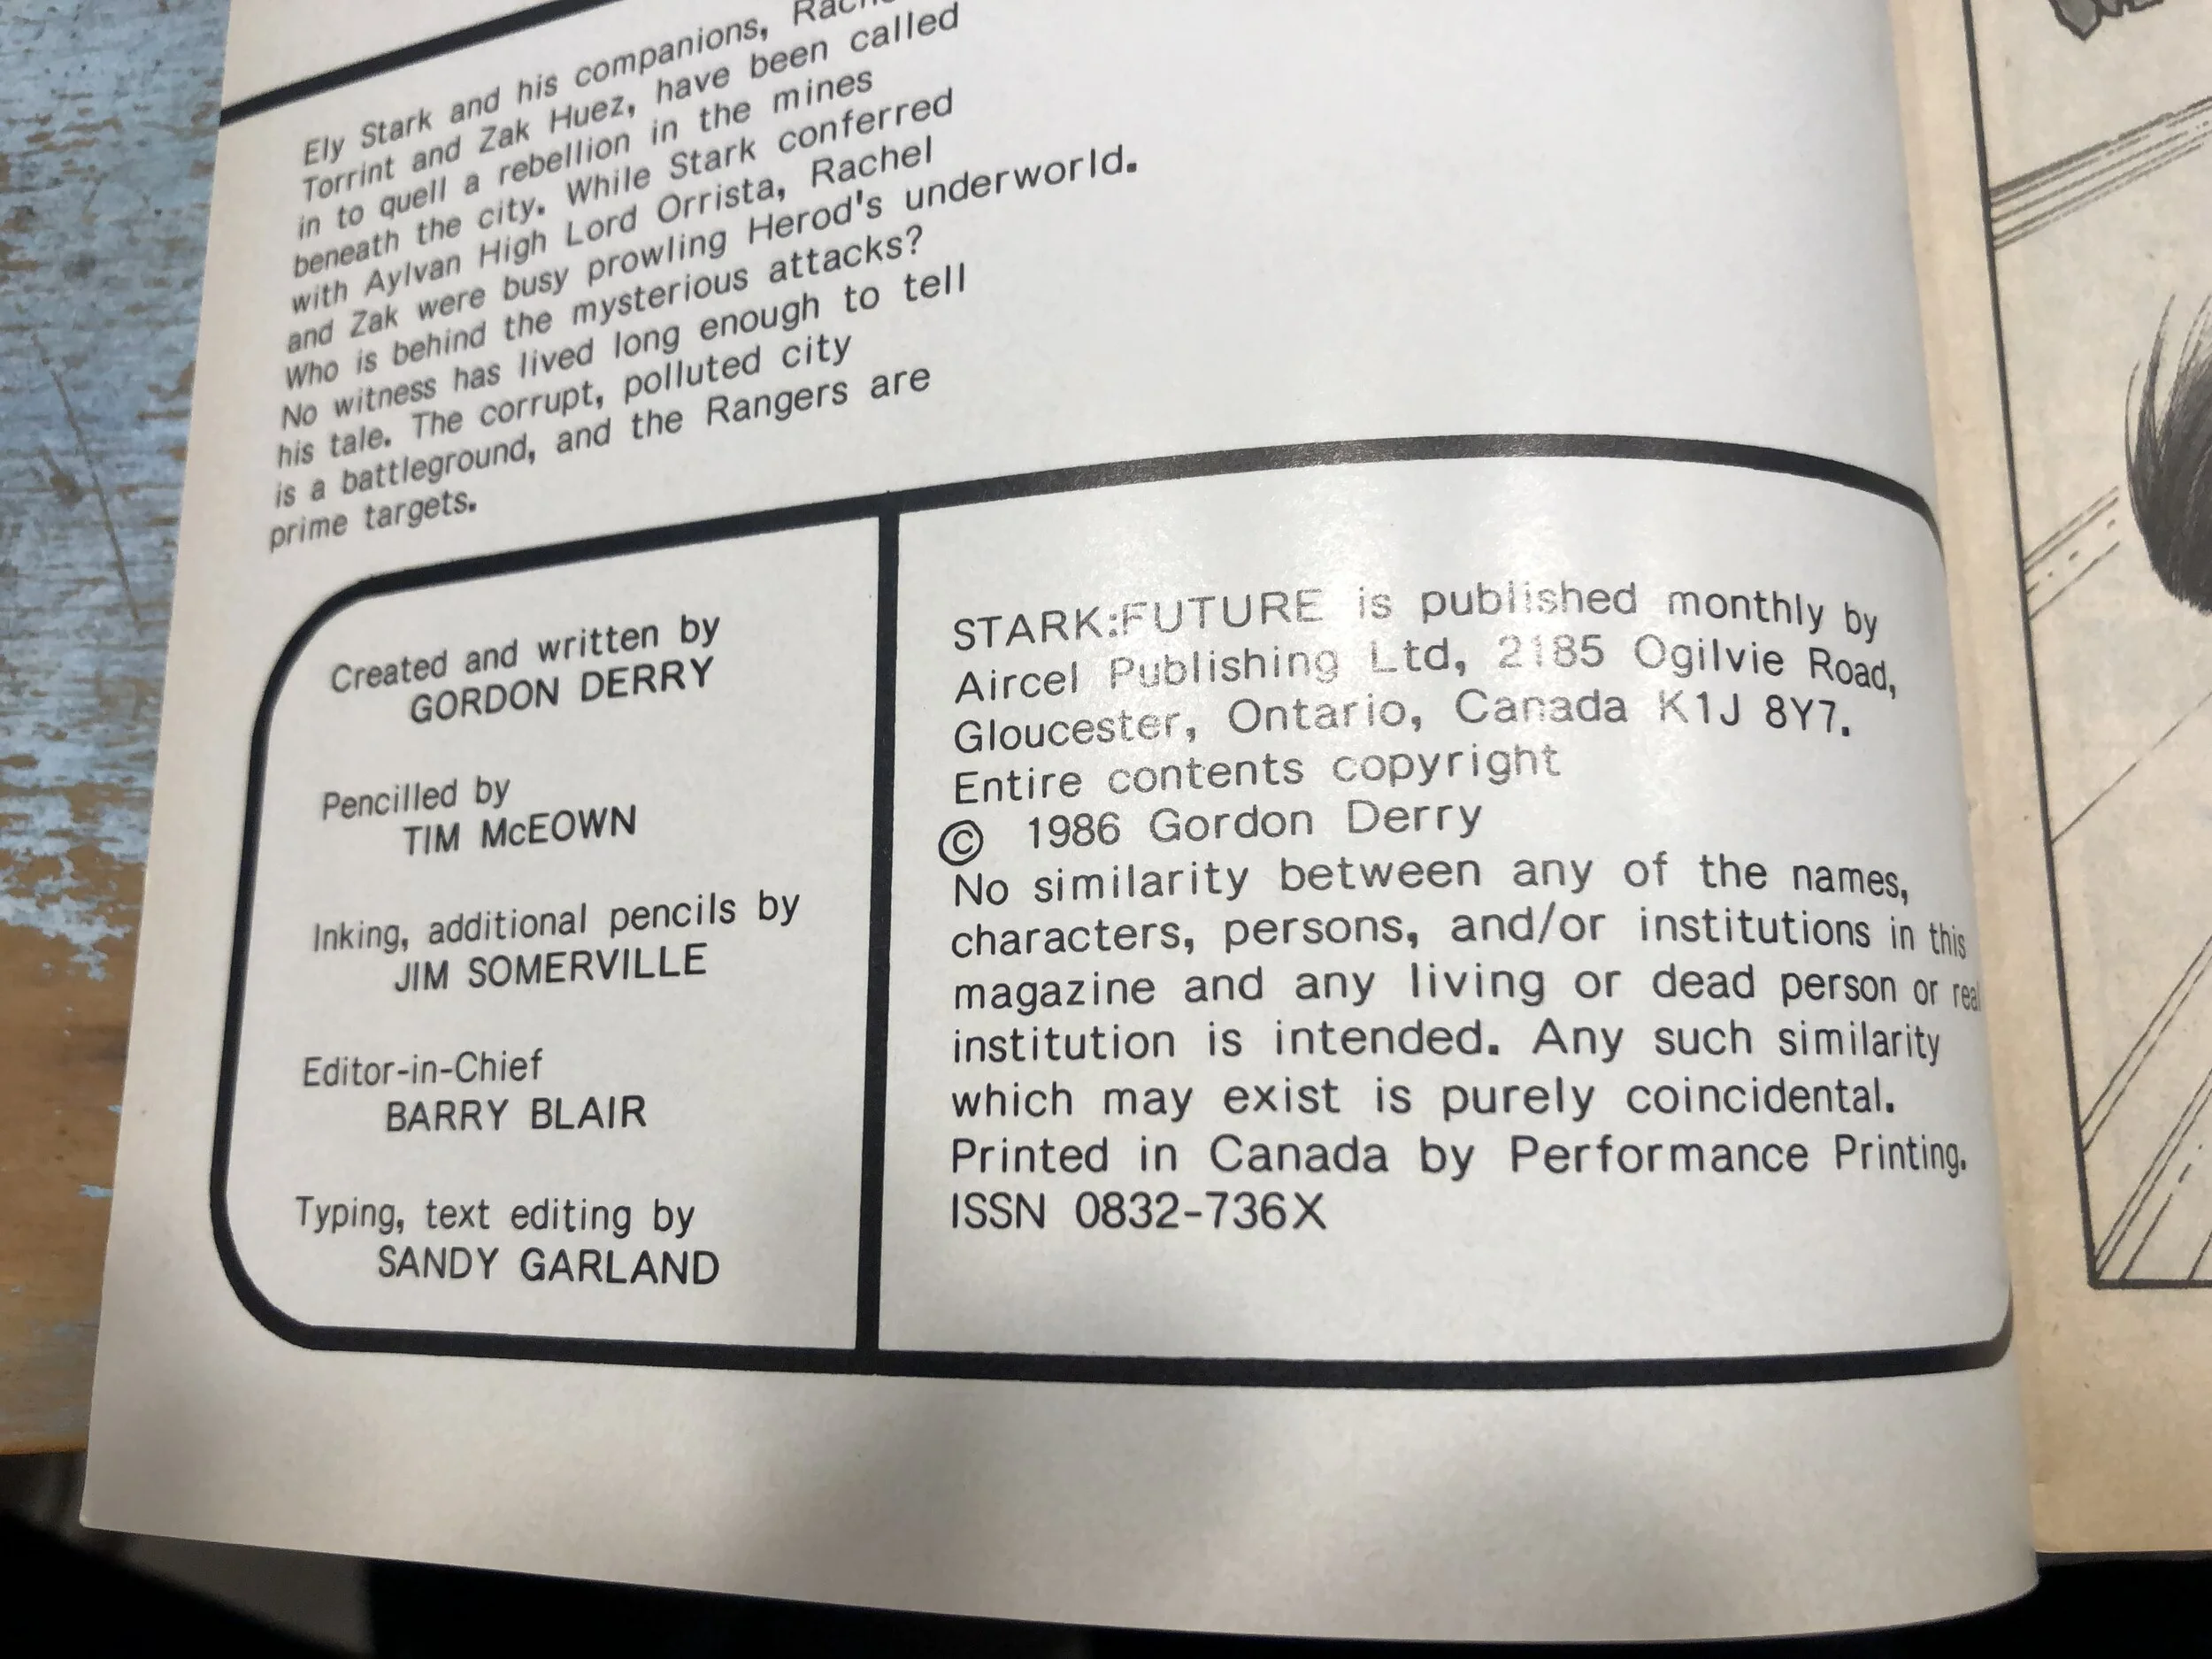 Ely Stark and his companions,
Torrint and Zak Huez, have been called
in to quell a rebellion in the mines
beneath the city. While Stark conferred
with Aylvan High Lord Orrista, Rachel
and Zak were busy prowling Herod's underworld.
Who is behind the mysterious attacks?
No witness has lived long enough to tell
his tale. The corrupt, polluted city
is a battleground, and the Rangers are
prime targets.
Created and written by
GORDON DERRY
Pencilled by
TIM McEOWN
Inking, additional pencils by
JIM SOMERVILLE
Editor-in-Chief
BARRY BLAIR
Typing, text editing by
SANDY GARLAND
STARK:FUTURE is published monthly by
Aircel Publishing Ltd, 2185 Ogilvie Road,
Gloucester, Ontario, Canada K1J 8Y7.
Entire contents copyright
© 1986 Gordon Derry
No similarity between any of the names,
characters, persons, and/or institutions in this
magazine and any living or dead person or real
institution is intended. Any such similarity
which may exist is purely coincidental.
Printed in Canada by Performance Printing.
ISSN 0832-736X